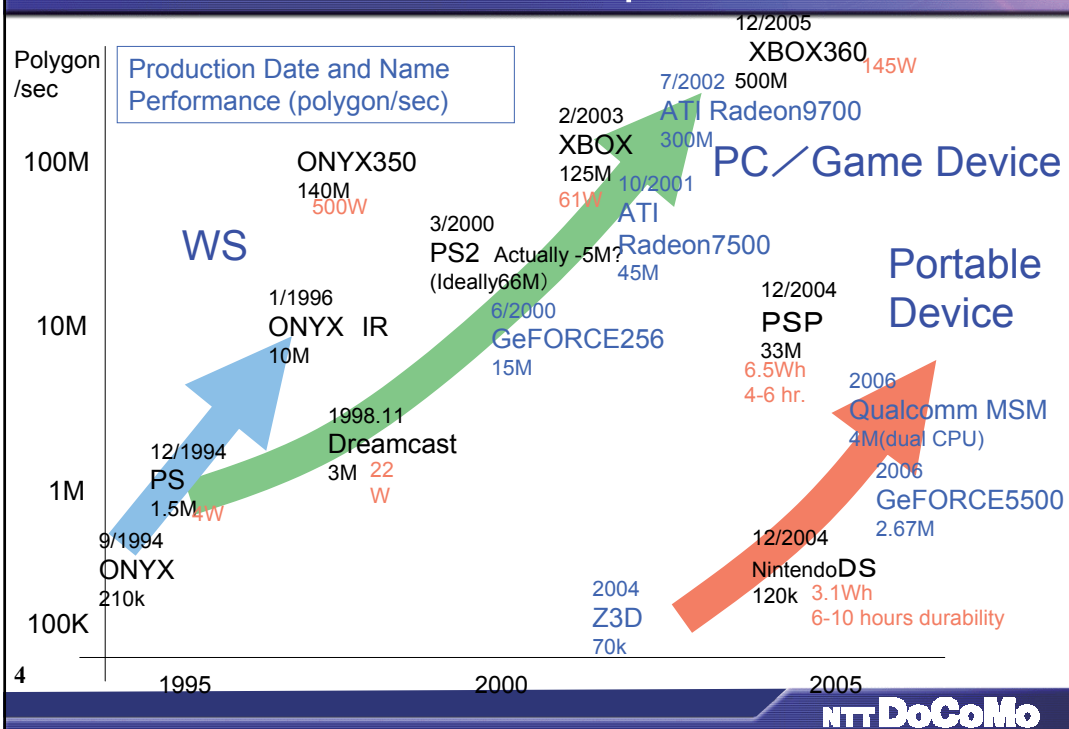 Polygon
/sec
Production Date and Name
Performance (polygon/sec)
12/2005
XBOX360
145W
500M
7/2002
ATI Radeon9700
300M
2/2003
XBOX
125M
61W
PC／Game Device
100M
ONYX350
140M
500W
10/2001
ATI
Radeon7500
45M
WS
3/2000
PS2 Actually -5M?
(Ideally66M)
Portable
Device
1/1996
ONYX IR
10M
10M
6/2000
GeFORCE256
15M
12/2004
PSP
33M
6.5Wh
4-6 hr.
2006
Qualcomm MSM
4M(dual CPU)
1998.11
Dreamcast
3M
22
W
12/1994
PS
1.5M
4W
1M
2006
GeFORCE5500
2.67M
9/1994
ONYX
210k
12/2004
NintendoDS
120k
3.1Wh
6-10 hours durability
2004
Z3D
70k
100K
4
1995
2000
2005
NTT DoCoMo